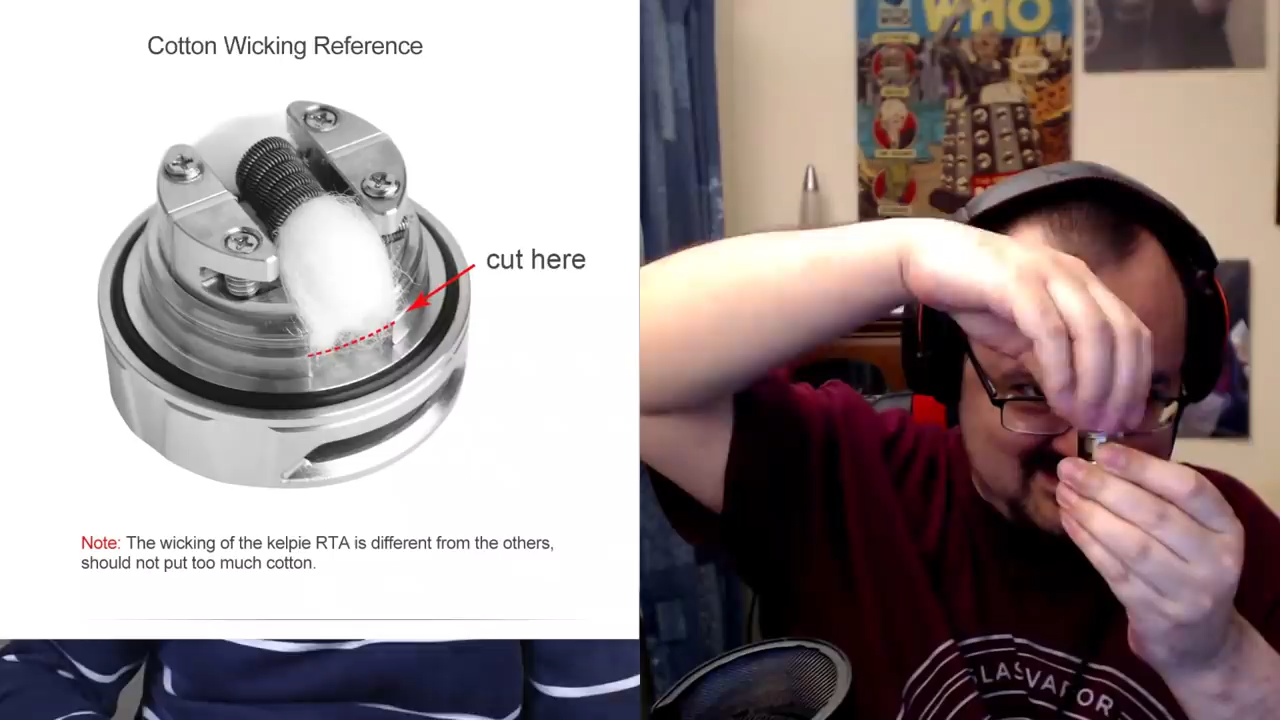 Cotton Wicking Reference
cut here
Note: The wicking of the kelpie RTA is different from the others,
should not put too much cotton.
WHO